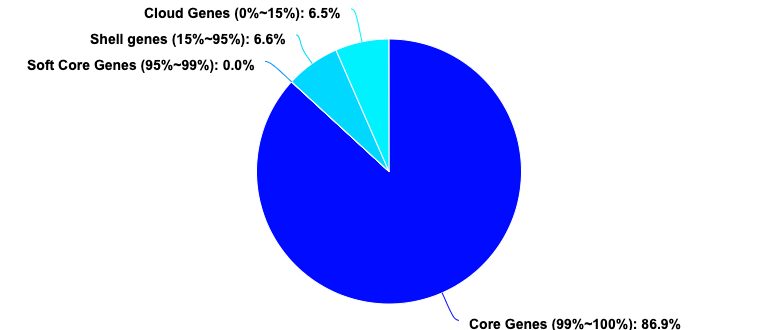 Cloud Genes (0%~15%): 6.5%
Shell genes (15%~95%): 6.6%
Soft Core Genes (95%~99%): 0.0%
Core Genes (99%~100%): 86.9%